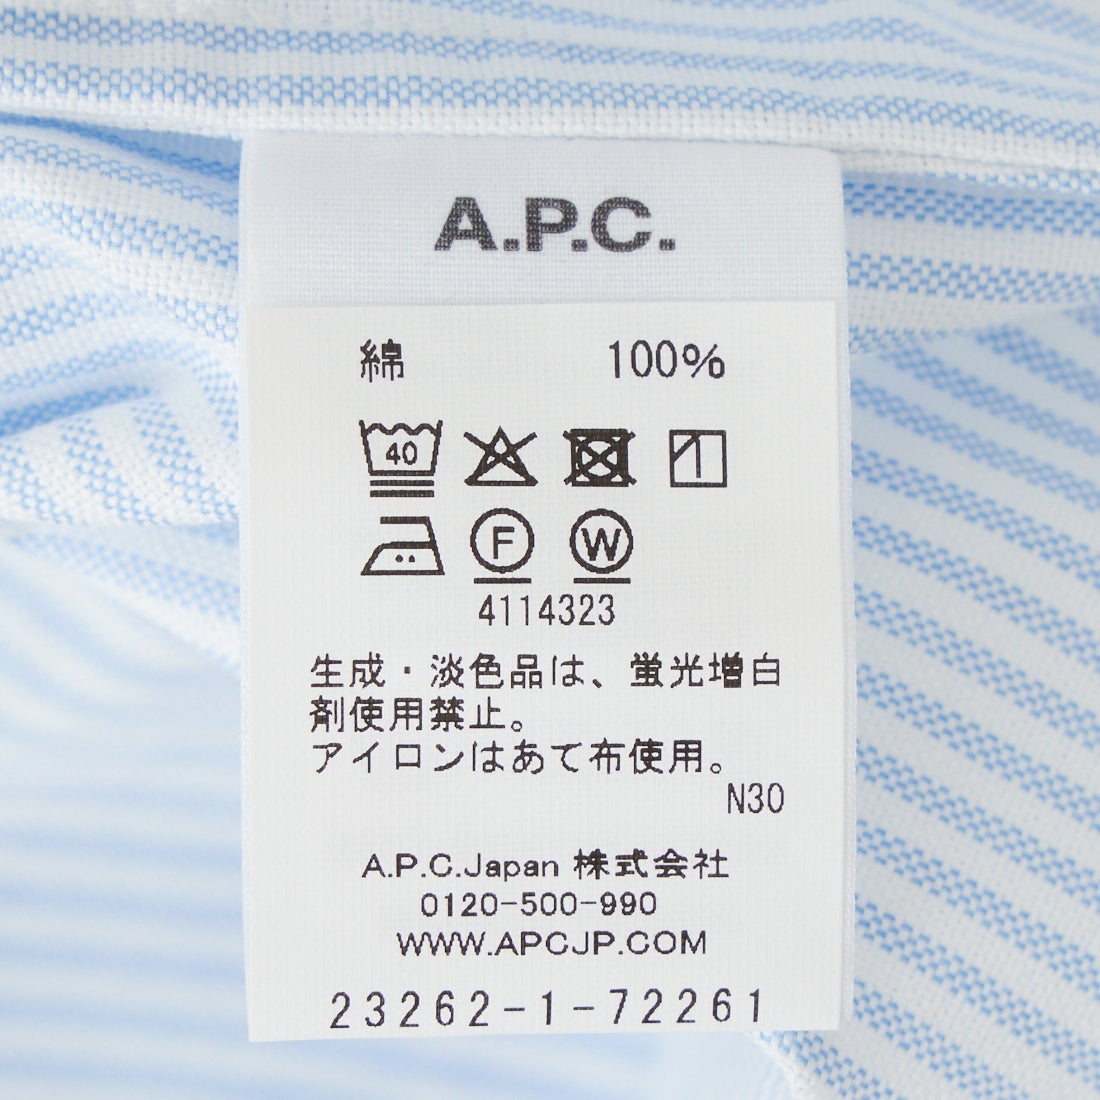 A.P.C.
綿 100%
40
F W
4114323
生成・淡色品は、蛍光増白
剤使用禁止。
アイロンはあて布使用。
N30
A.P.C.Japan 株式会社
0120-500-990
WWW.APCJP.COM
23262-1-72261